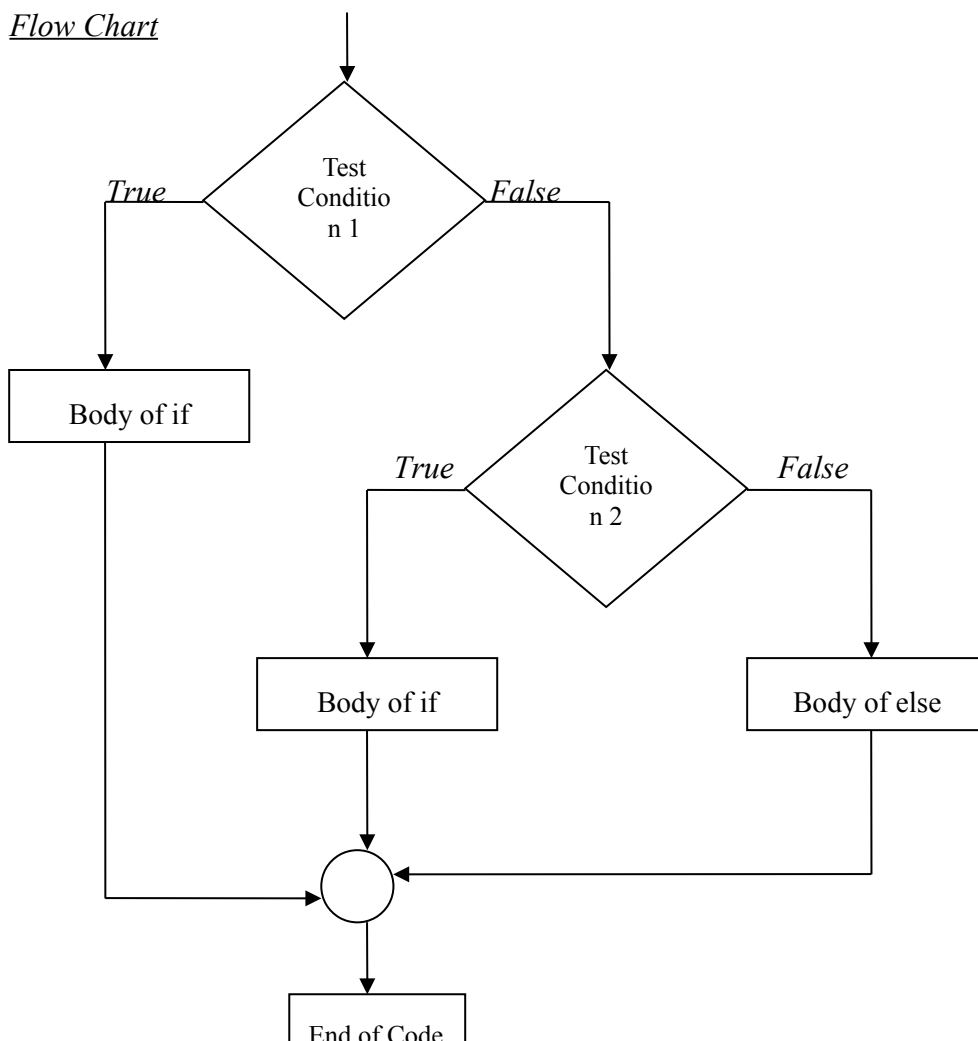 Flow Chart
Test
Conditio
n 1
True
False
Body of if
Test
Conditio
n 2
True
False
Body of if
Body of else
End of Code